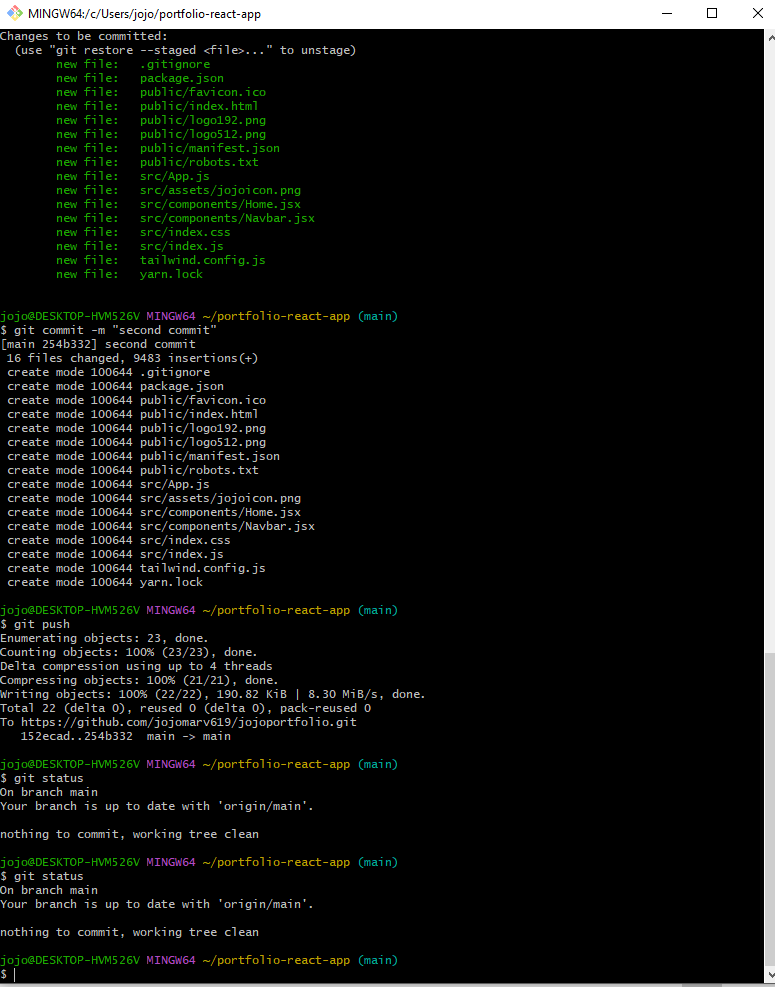 MINGW64:/c/Users/jojo/portfolio-react-app
Changes to be committed:
  (use "git restore --staged <file>..." to unstage)
        new file:   .gitignore
        new file:   package.json
        new file:   public/favicon.ico
        new file:   public/index.html
        new file:   public/logo192.png
        new file:   public/logo512.png
        new file:   public/manifest.json
        new file:   public/robots.txt
        new file:   src/App.js
        new file:   src/assets/jojoicon.png
        new file:   src/components/Home.jsx
        new file:   src/components/Navbar.jsx
        new file:   src/index.css
        new file:   src/index.js
        new file:   tailwind.config.js
        new file:   yarn.lock
jojo@DESKTOP-HVM526V MINGW64 ~/portfolio-react-app (main)
$ git commit -m "second commit"
[main 254b332] second commit
 16 files changed, 9483 insertions(+)
 create mode 100644 .gitignore
 create mode 100644 package.json
 create mode 100644 public/favicon.ico
 create mode 100644 public/index.html
 create mode 100644 public/logo192.png
 create mode 100644 public/logo512.png
 create mode 100644 public/manifest.json
 create mode 100644 public/robots.txt
 create mode 100644 src/App.js
 create mode 100644 src/assets/jojoicon.png
 create mode 100644 src/components/Home.jsx
 create mode 100644 src/components/Navbar.jsx
 create mode 100644 src/index.css
 create mode 100644 src/index.js
 create mode 100644 tailwind.config.js
 create mode 100644 yarn.lock
jojo@DESKTOP-HVM526V MINGW64 ~/portfolio-react-app (main)
$ git push
Enumerating objects: 23, done.
Counting objects: 100% (23/23), done.
Delta compression using up to 4 threads
Compressing objects: 100% (21/21), done.
Writing objects: 100% (22/22), 190.82 KiB | 8.30 MiB/s, done.
Total 22 (delta 0), reused 0 (delta 0), pack-reused 0
To https://github.com/jojomarv619/jojoportfolio.git
   152ecad..254b332  main -> main
jojo@DESKTOP-HVM526V MINGW64 ~/portfolio-react-app (main)
$ git status
On branch main
Your branch is up to date with 'origin/main'.
nothing to commit, working tree clean
jojo@DESKTOP-HVM526V MINGW64 ~/portfolio-react-app (main)
$ git status
On branch main
Your branch is up to date with 'origin/main'.
nothing to commit, working tree clean
jojo@DESKTOP-HVM526V MINGW64 ~/portfolio-react-app (main)
$